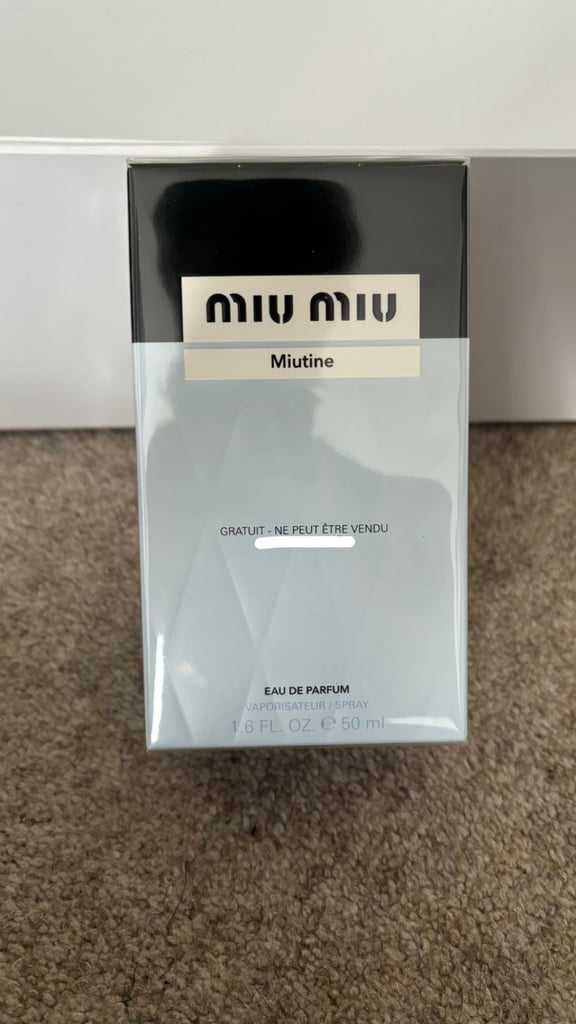 miu miu
Miutine
GRATUIT - NE PEUT ÊTRE VENDU
EAU DE PARFUM
VAPORISATEUR / SPRAY
1.6 FL. OZ. ℮ 50 ml